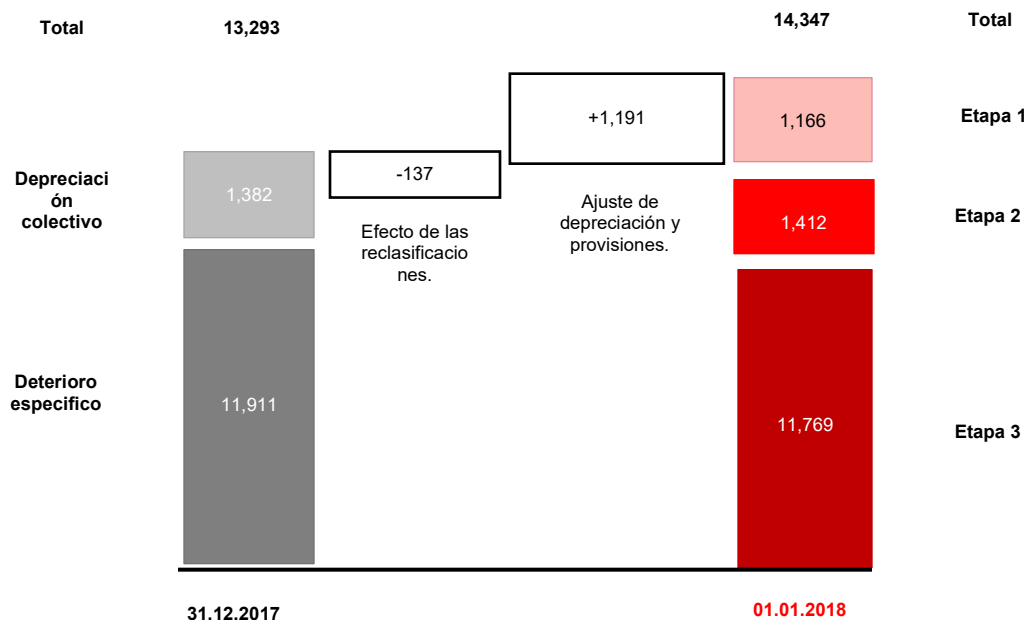 Total 13,293 14,347 Total
+1,191 1,166 Etapa 1
Depreciaci
ón
colectivo
1,382
-137
Efecto de las
reclasificacio
nes.
Ajuste de
depreciación y
provisiones.
1,412 Etapa 2
Deterioro
especifico
11,911
11,769 Etapa 3
31.12.2017 01.01.2018